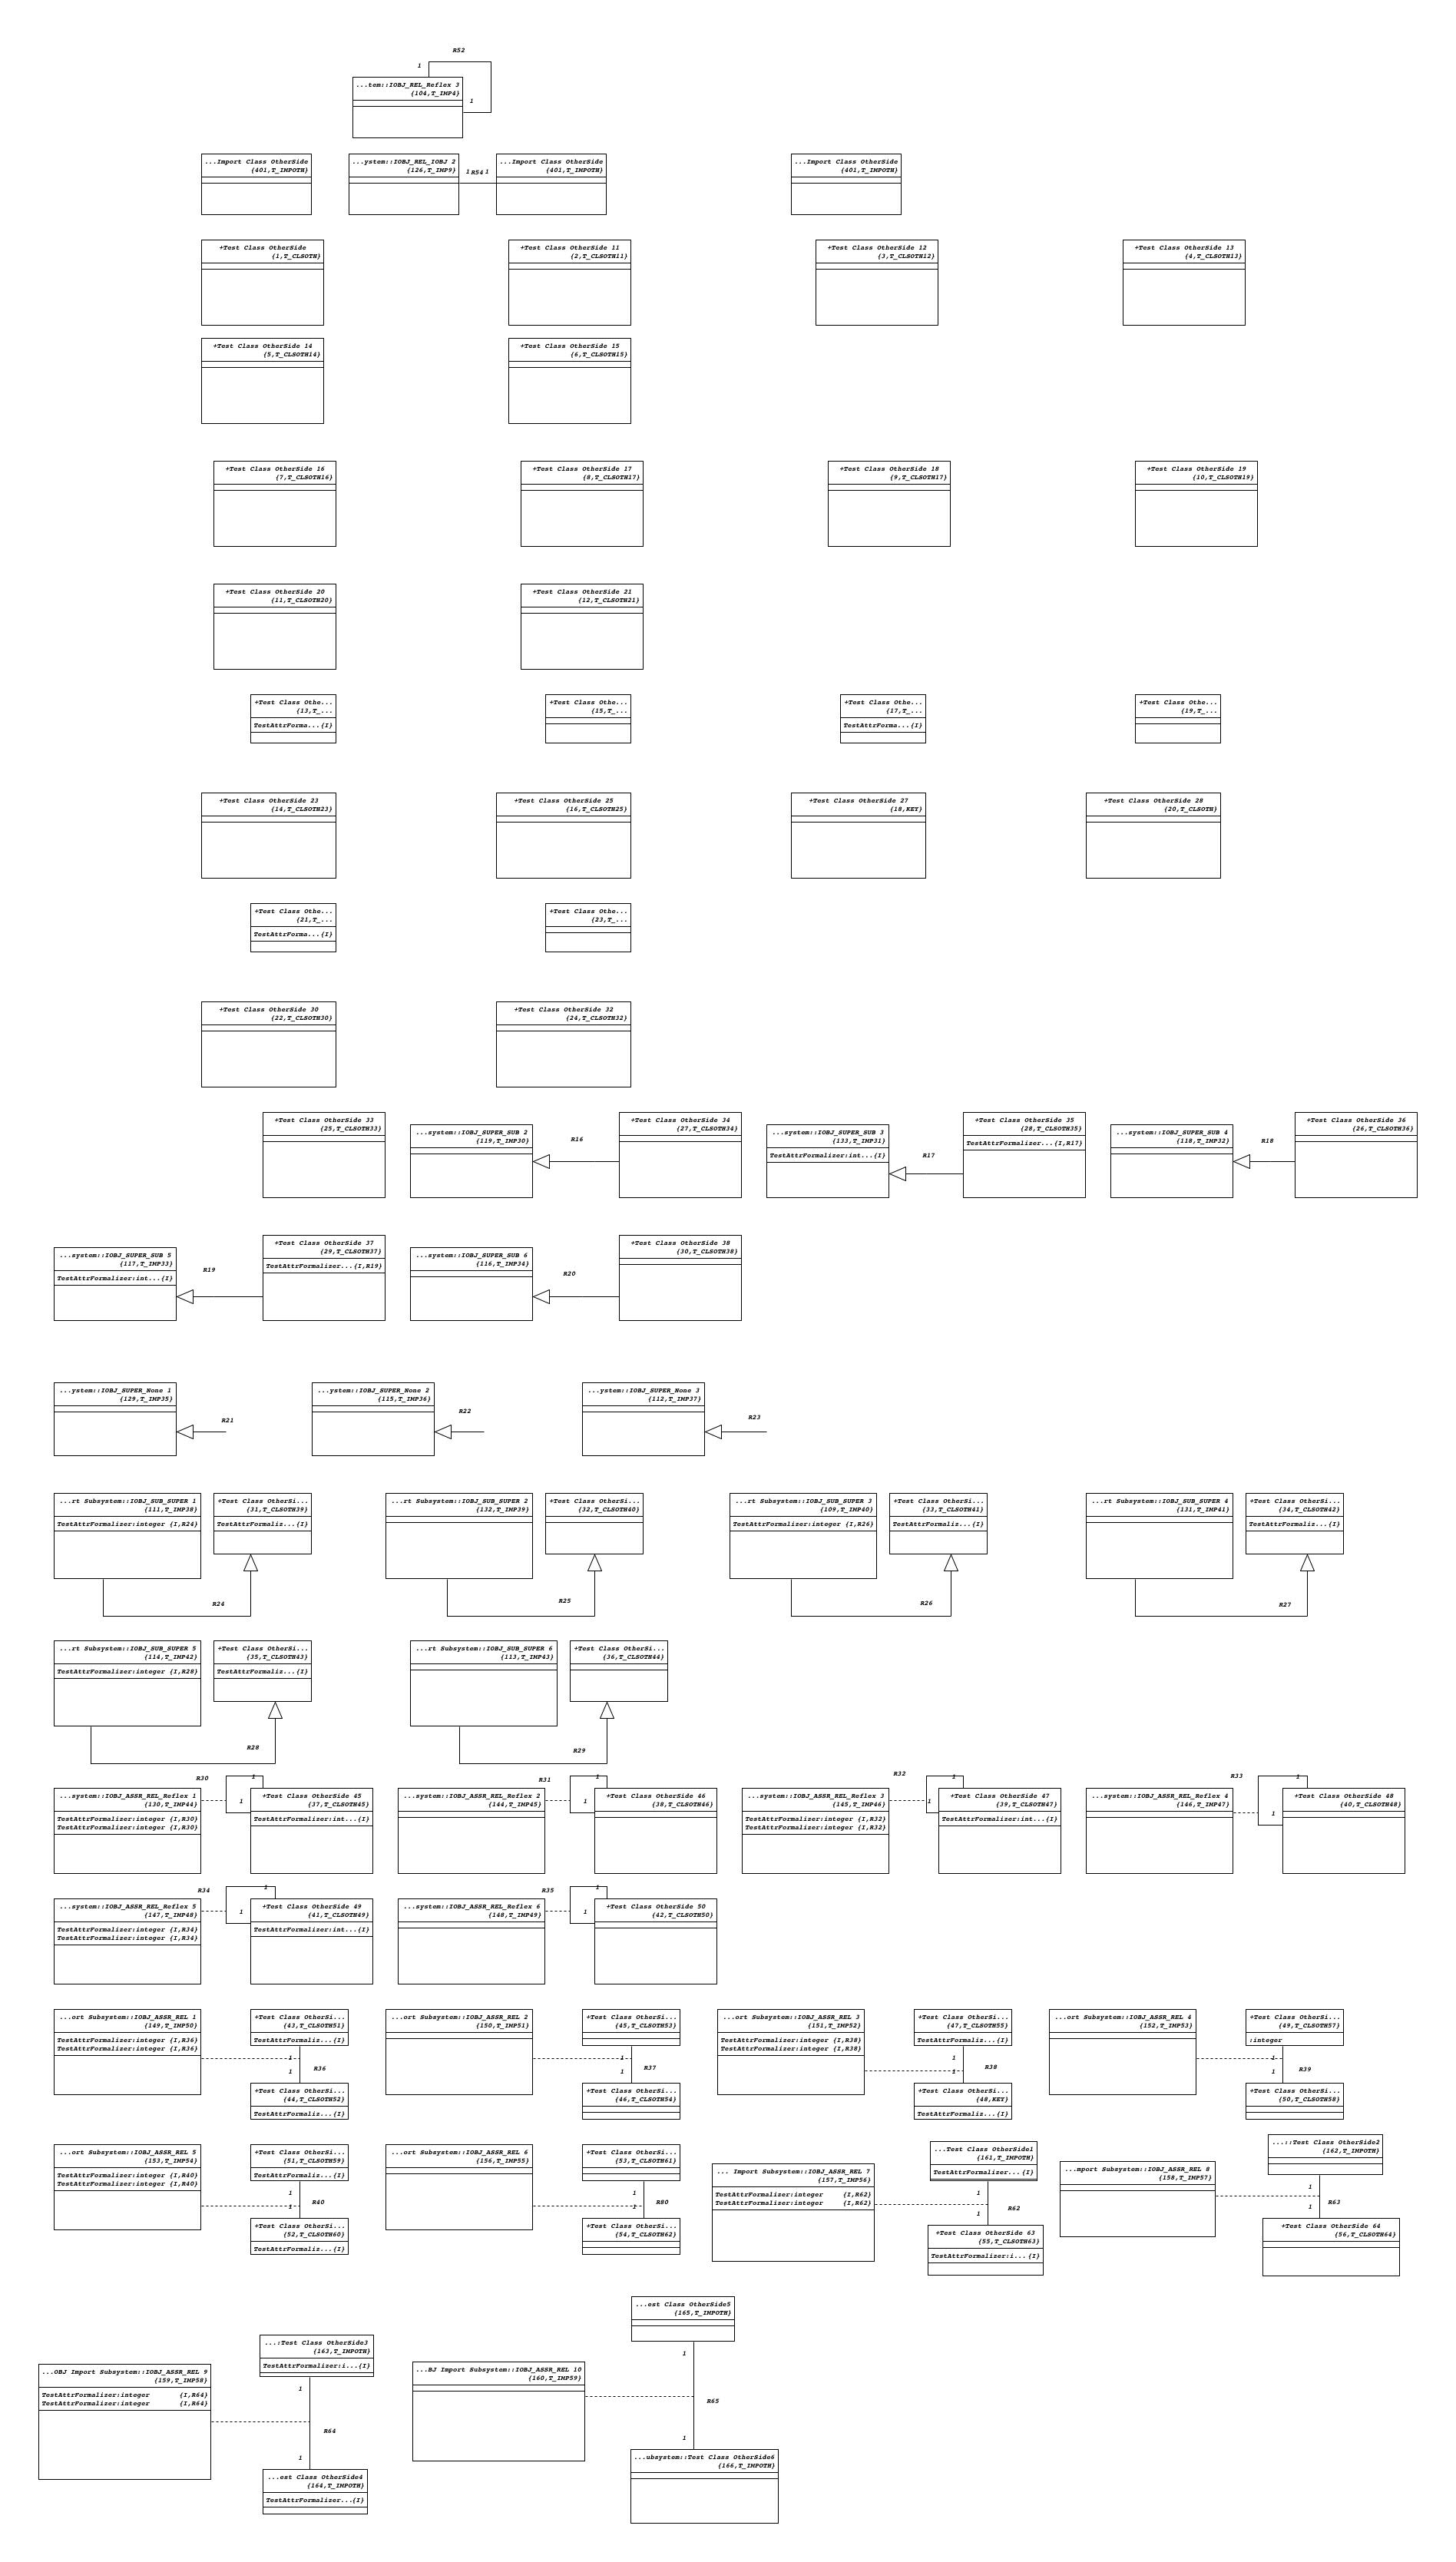 R52
1
...tem::IOBJ_REL_Reflex 3
{104,T_IMP4}
1
...Import Class OtherSide
{401,T_IMPOTH}
...ystem::IOBJ_REL_IOBJ 2
{126,T_IMP9}
1 R54 1
...Import Class OtherSide
{401,T_IMPOTH}
...Import Class OtherSide
{401,T_IMPOTH}
+Test Class OtherSide
{1,T_CLSOTH}
+Test Class OtherSide 11
{2,T_CLSOTH11}
+Test Class OtherSide 12
{3,T_CLSOTH12}
+Test Class OtherSide 13
{4,T_CLSOTH13}
+Test Class OtherSide 14
{5,T_CLSOTH14}
+Test Class OtherSide 15
{6,T_CLSOTH15}
+Test Class OtherSide 16
{7,T_CLSOTH16}
+Test Class OtherSide 17
{8,T_CLSOTH17}
+Test Class OtherSide 18
{9,T_CLSOTH17}
+Test Class OtherSide 19
{10,T_CLSOTH19}
+Test Class OtherSide 20
{11,T_CLSOTH20}
+Test Class OtherSide 21
{12,T_CLSOTH21}
+Test Class Othe...
{13,T_...
TestAttrForma...{I}
+Test Class Othe...
{15,T_...
+Test Class Othe...
{17,T_...
TestAttrForma...{I}
+Test Class Othe...
{19,T_...
+Test Class OtherSide 23
{14,T_CLSOTH23}
+Test Class OtherSide 25
{16,T_CLSOTH25}
+Test Class OtherSide 27
{18,KEY}
+Test Class OtherSide 28
{20,T_CLSOTH}
+Test Class Othe...
{21,T_...
TestAttrForma...{I}
+Test Class Othe...
{23,T_...
+Test Class OtherSide 30
{22,T_CLSOTH30}
+Test Class OtherSide 32
{24,T_CLSOTH32}
+Test Class OtherSide 33
{25,T_CLSOTH33}
...system::IOBJ_SUPER_SUB 2
{119,T_IMP30}
R16
+Test Class OtherSide 34
{27,T_CLSOTH34}
...system::IOBJ_SUPER_SUB 3
{133,T_IMP31}
TestAttrFormalizer:int...{I}
R17
+Test Class OtherSide 35
{28,T_CLSOTH35}
TestAttrFormalizer...{I,R17}
...system::IOBJ_SUPER_SUB 4
{118,T_IMP32}
R18
+Test Class OtherSide 36
{26,T_CLSOTH36}
...system::IOBJ_SUPER_SUB 5
{117,T_IMP33}
TestAttrFormalizer:int...{I}
R19
+Test Class OtherSide 37
{29,T_CLSOTH37}
TestAttrFormalizer...{I,R19}
...system::IOBJ_SUPER_SUB 6
{116,T_IMP34}
R20
+Test Class OtherSide 38
{30,T_CLSOTH38}
...ystem::IOBJ_SUPER_None 1
{129,T_IMP35}
R21
...ystem::IOBJ_SUPER_None 2
{115,T_IMP36}
R22
...ystem::IOBJ_SUPER_None 3
{112,T_IMP37}
R23
...rt Subsystem::IOBJ_SUB_SUPER 1
{111,T_IMP38}
TestAttrFormalizer:integer {I,R24}
+Test Class OtherSi...
{31,T_CLSOTH39}
TestAttrFormaliz...{I}
R24
...rt Subsystem::IOBJ_SUB_SUPER 2
{132,T_IMP39}
+Test Class OtherSi...
{32,T_CLSOTH40}
R25
...rt Subsystem::IOBJ_SUB_SUPER 3
{109,T_IMP40}
TestAttrFormalizer:integer {I,R26}
+Test Class OtherSi...
{33,T_CLSOTH41}
TestAttrFormaliz...{I}
R26
...rt Subsystem::IOBJ_SUB_SUPER 4
{131,T_IMP41}
+Test Class OtherSi...
{34,T_CLSOTH42}
TestAttrFormaliz...{I}
R27
...rt Subsystem::IOBJ_SUB_SUPER 5
{114,T_IMP42}
TestAttrFormalizer:integer {I,R28}
+Test Class OtherSi...
{35,T_CLSOTH43}
TestAttrFormaliz...{I}
R28
...rt Subsystem::IOBJ_SUB_SUPER 6
{113,T_IMP43}
+Test Class OtherSi...
{36,T_CLSOTH44}
R29
R30
1
...system::IOBJ_ASSR_REL_Reflex 1
{130,T_IMP44}
TestAttrFormalizer:integer {I,R30}
TestAttrFormalizer:integer {I,R30}
1
+Test Class OtherSide 45
{37,T_CLSOTH45}
TestAttrFormalizer:int...{I}
R31
1
...system::IOBJ_ASSR_REL_Reflex 2
{144,T_IMP45}
1
+Test Class OtherSide 46
{38,T_CLSOTH46}
R32
1
...system::IOBJ_ASSR_REL_Reflex 3
{145,T_IMP46}
TestAttrFormalizer:integer {I,R32}
TestAttrFormalizer:integer {I,R32}
1
+Test Class OtherSide 47
{39,T_CLSOTH47}
TestAttrFormalizer:int...{I}
R33
1
...system::IOBJ_ASSR_REL_Reflex 4
{146,T_IMP47}
1
+Test Class OtherSide 48
{40,T_CLSOTH48}
R34
1
...system::IOBJ_ASSR_REL_Reflex 5
{147,T_IMP48}
TestAttrFormalizer:integer {I,R34}
TestAttrFormalizer:integer {I,R34}
1
+Test Class OtherSide 49
{41,T_CLSOTH49}
TestAttrFormalizer:int...{I}
R35
1
...system::IOBJ_ASSR_REL_Reflex 6
{148,T_IMP49}
1
+Test Class OtherSide 50
{42,T_CLSOTH50}
...ort Subsystem::IOBJ_ASSR_REL 1
{149,T_IMP50}
TestAttrFormalizer:integer {I,R36}
TestAttrFormalizer:integer {I,R36}
+Test Class OtherSi...
{43,T_CLSOTH51}
TestAttrFormaliz...{I}
1
1
R36
+Test Class OtherSi...
{44,T_CLSOTH52}
TestAttrFormaliz...{I}
...ort Subsystem::IOBJ_ASSR_REL 2
{150,T_IMP51}
+Test Class OtherSi...
{45,T_CLSOTH53}
1
1
R37
+Test Class OtherSi...
{46,T_CLSOTH54}
...ort Subsystem::IOBJ_ASSR_REL 3
{151,T_IMP52}
TestAttrFormalizer:integer {I,R38}
TestAttrFormalizer:integer {I,R38}
+Test Class OtherSi...
{47,T_CLSOTH55}
TestAttrFormaliz...{I}
1
1
R38
+Test Class OtherSi...
{48,KEY}
TestAttrFormaliz...{I}
...ort Subsystem::IOBJ_ASSR_REL 4
{152,T_IMP53}
+Test Class OtherSi...
{49,T_CLSOTH57}
:integer
1
1
R39
+Test Class OtherSi...
{50,T_CLSOTH58}
...ort Subsystem::IOBJ_ASSR_REL 5
{153,T_IMP54}
TestAttrFormalizer:integer {I,R40}
TestAttrFormalizer:integer {I,R40}
+Test Class OtherSi...
{51,T_CLSOTH59}
TestAttrFormaliz...{I}
1
1
R40
+Test Class OtherSi...
{52,T_CLSOTH60}
TestAttrFormaliz...{I}
...ort Subsystem::IOBJ_ASSR_REL 6
{156,T_IMP55}
+Test Class OtherSi...
{53,T_CLSOTH61}
1
1
R80
+Test Class OtherSi...
{54,T_CLSOTH62}
... Import Subsystem::IOBJ_ASSR_REL 7
{157,T_IMP56}
TestAttrFormalizer:integer {I,R62}
TestAttrFormalizer:integer {I,R62}
...Test Class OtherSide1
{161,T_IMPOTH}
TestAttrFormalizer...{I}
1
1
R62
+Test Class OtherSide 63
{55,T_CLSOTH63}
TestAttrFormalizer:i...{I}
...mport Subsystem::IOBJ_ASSR_REL 8
{158,T_IMP57}
...::Test Class OtherSide2
{162,T_IMPOTH}
1
1
R63
+Test Class OtherSide 64
{56,T_CLSOTH64}
...OBJ Import Subsystem::IOBJ_ASSR_REL 9
{159,T_IMP58}
TestAttrFormalizer:integer {I,R64}
TestAttrFormalizer:integer {I,R64}
...:Test Class OtherSide3
{163,T_IMPOTH}
TestAttrFormalizer:i...{I}
1
R64
1
...est Class OtherSide4
{164,T_IMPOTH}
TestAttrFormalizer...{I}
...BJ Import Subsystem::IOBJ_ASSR_REL 10
{160,T_IMP59}
...est Class OtherSide5
{165,T_IMPOTH}
1
R65
1
...ubsystem::Test Class OtherSide6
{166,T_IMPOTH}